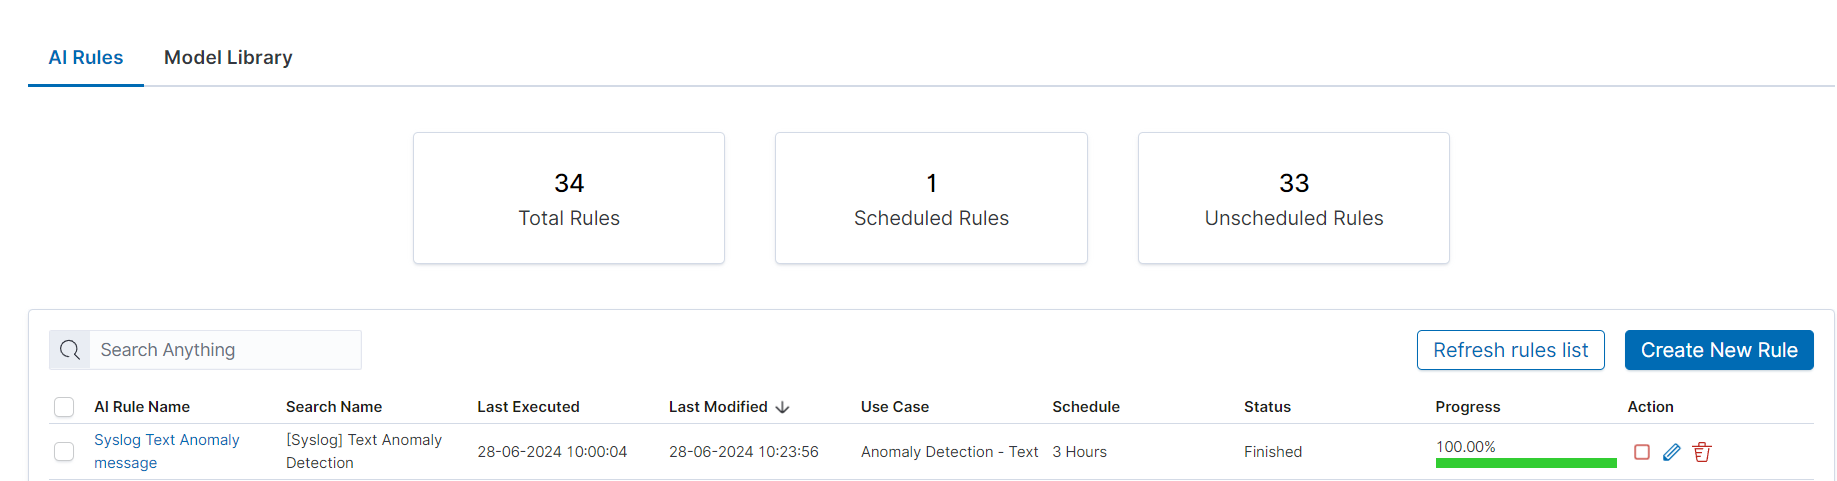 AI Rules Model Library
34 1 33
Total Rules Scheduled Rules Unscheduled Rules
Search Anything Refresh rules list Create New Rule
AI Rule Name Search Name Last Executed Last Modified Use Case Schedule Status Progress Action
Syslog Text Anomaly message [Syslog] Text Anomaly Detection 28-06-2024 10:00:04 28-06-2024 10:23:56 Anomaly Detection - Text 3 Hours Finished 100.00%